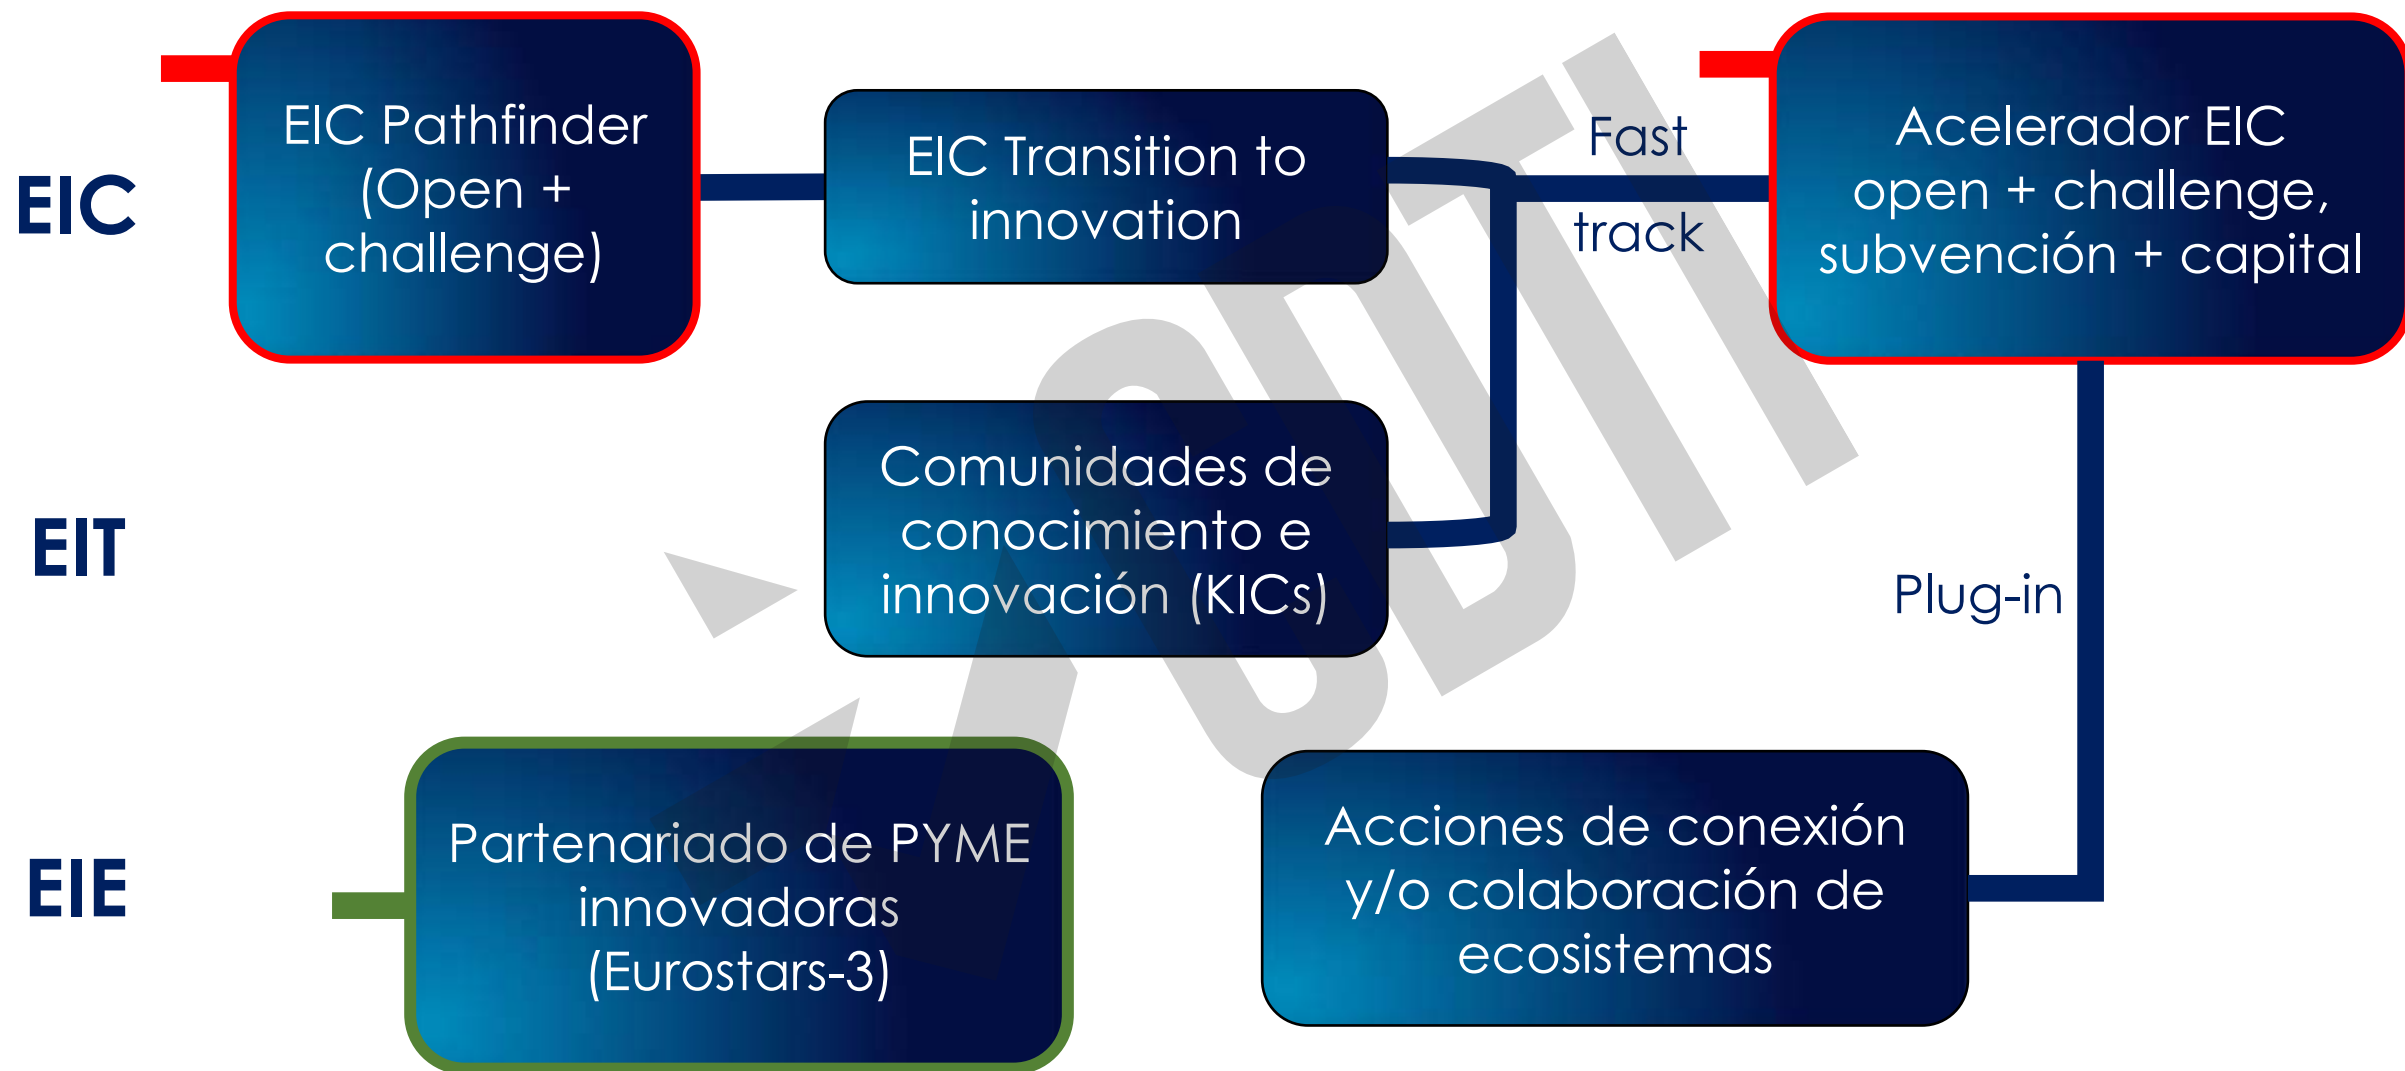 EIC
EIC Pathfinder
(Open +
challenge)
EIC Transition to
innovation
Fast
track
Acelerador EIC
open + challenge,
subvención + capital
EIT
Comunidades de
conocimiento e
innovación (KICs)
Plug-in
EIE
Partenariado de PYME
innovadoras
(Eurostars-3)
Acciones de conexión
y/o colaboración de
ecosistemas
CDTI